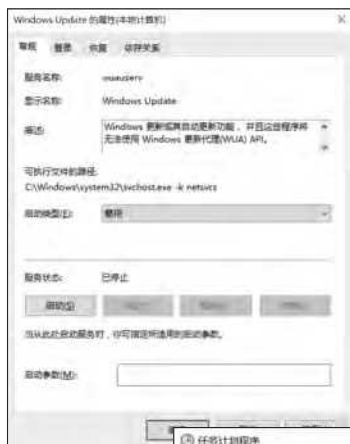 Windows Update 的属性(本地计算机)
常规 登录 恢复 依存关系
服务名称: wuauserv
显示名称: Windows Update
描述: Windows 更新或其自动更新功能，并且这些程序将
无法使用 Windows 更新代理(WUA) API。
可执行文件的路径:
C:\Windows\system32\svchost.exe -k netsvcs
启动类型(E): 禁用
服务状态: 已停止
启动(S)
当从此处启动服务时，你可指定所适用的启动参数。
启动参数(M):
任务计划程序